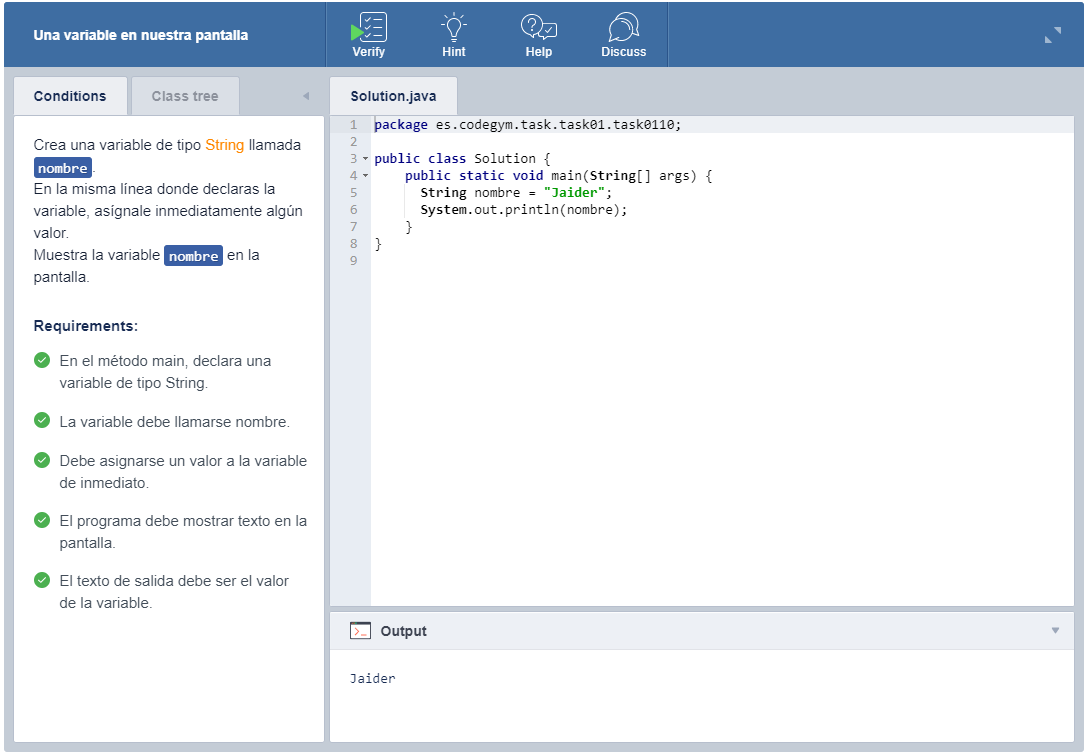 Una variable en nuestra pantalla
Verify
Hint
Help
Discuss
Conditions
Class tree
Crea una variable de tipo String llamada
nombre.
En la misma línea donde declaras la
variable, asígnale inmediatamente algún
valor.
Muestra la variable nombre en la
pantalla.
Requirements:
En el método main, declara una
variable de tipo String.
La variable debe llamarse nombre.
Debe asignarse un valor a la variable
de inmediato.
El programa debe mostrar texto en la
pantalla.
El texto de salida debe ser el valor
de la variable.
Solution.java
1 package es.codegym.task.task01.task0110;
2
3 public class Solution {
4 public static void main(String[] args) {
5 String nombre = "Jaider";
6 System.out.println(nombre);
7 }
8 }
9
Output
Jaider